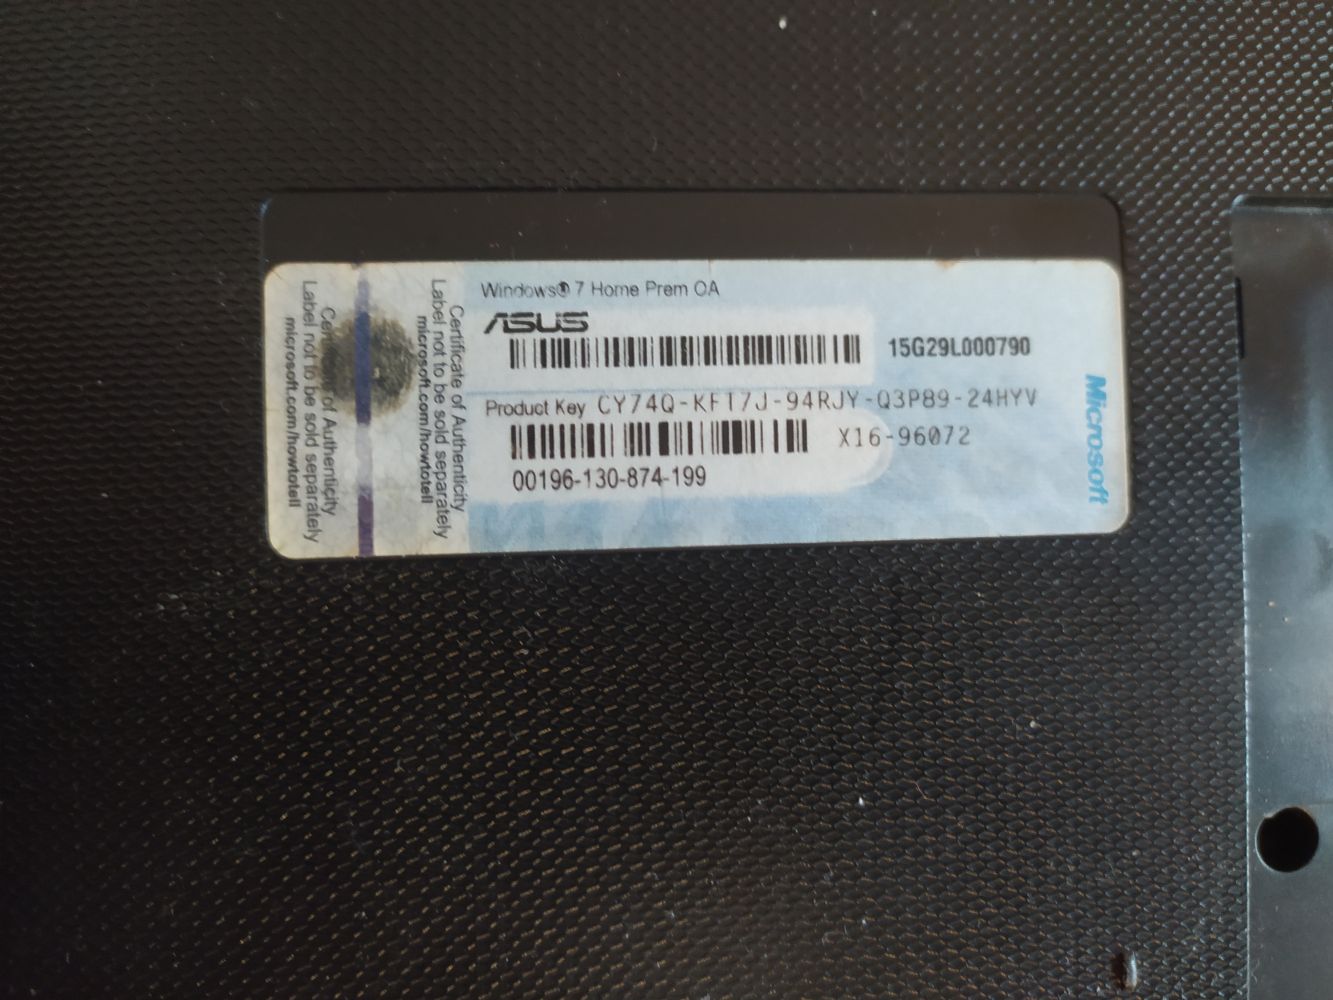 Windows® 7 Home Prem OA
ASUS
15G29L000790
Product Key CY74Q-KFT7J-94RJY-Q3P89-24HYV
X16-96072
00196-130-874-199
Microsoft
Certificate of Authenticity
Label not to be sold separately
microsoft.com/howtotell
of Authenticity
Label not to be sold separately
microsoft.com/howtotell